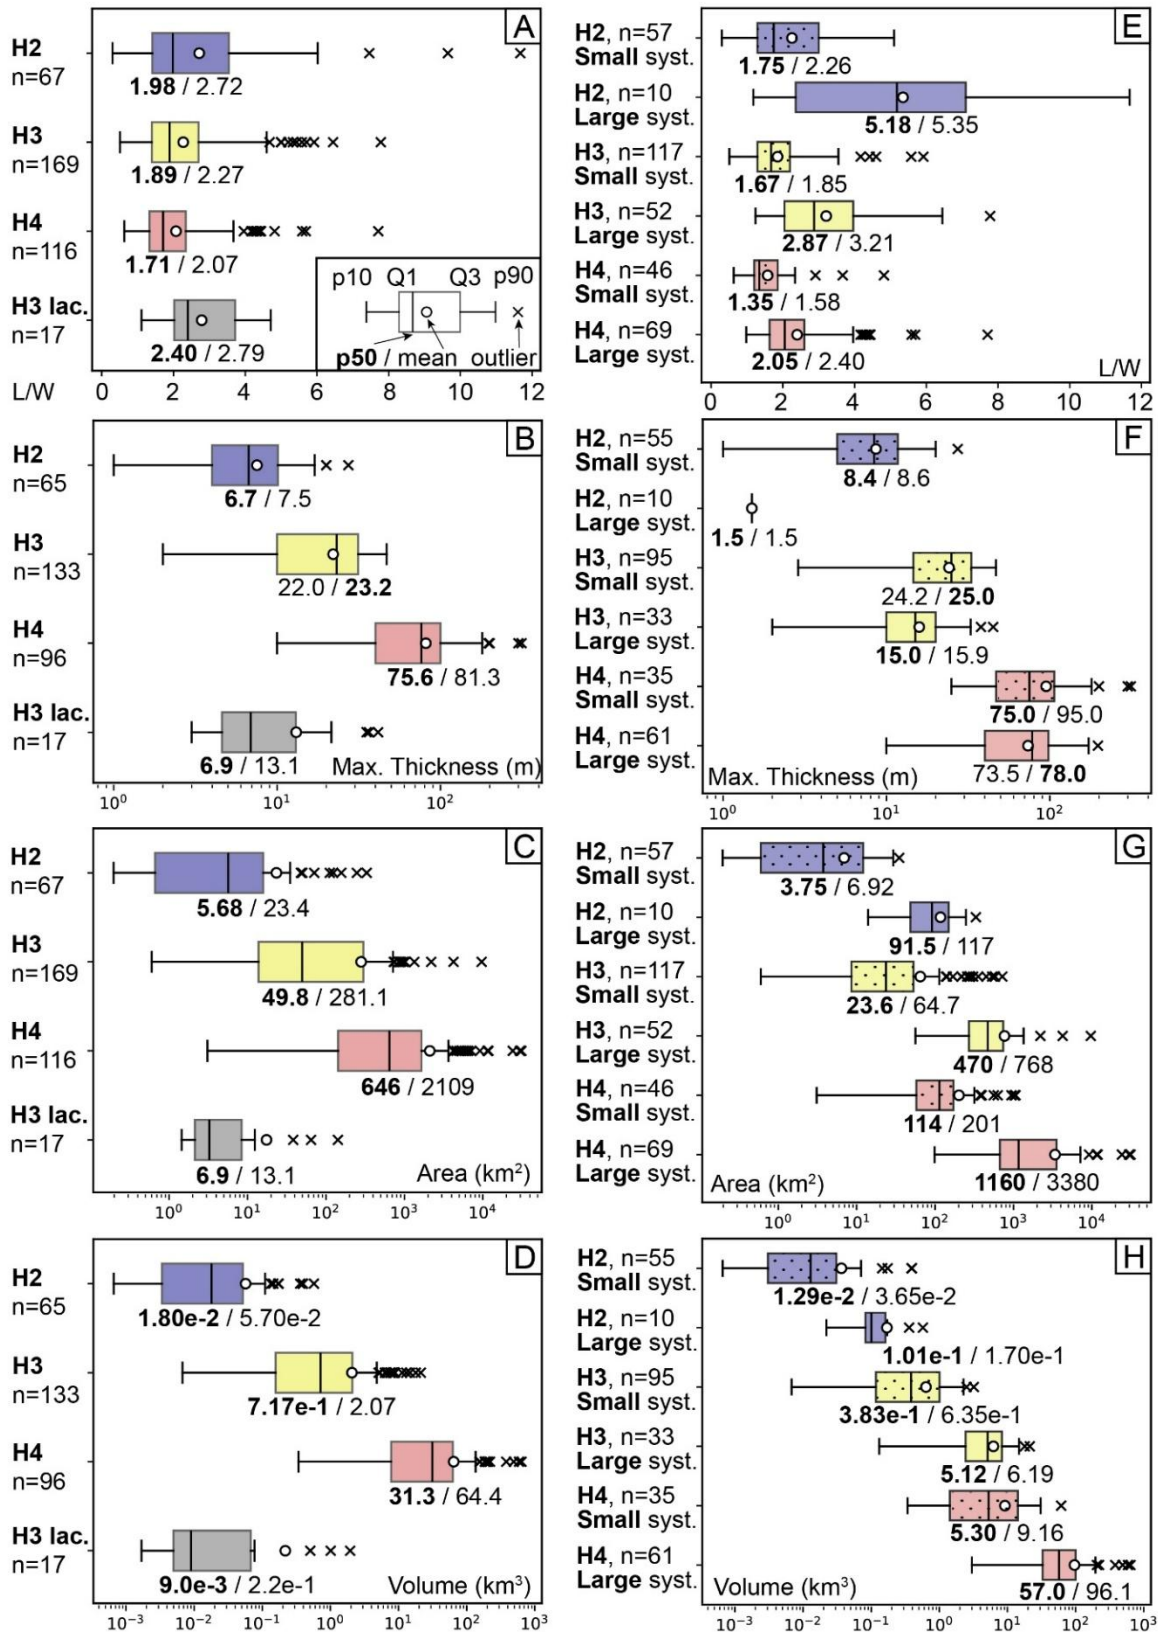 A
H2
n=67
1.98 / 2.72
H3
n=169
1.89 / 2.27
H4
n=116
1.71 / 2.07
H3 lac.
n=17
2.40 / 2.79
p10 Q1 Q3 p90
p50 / mean outlier
L/W 0 2 4 6 8 10 12
B
H2
n=65
6.7 / 7.5
H3
n=133
22.0 / 23.2
H4
n=96
75.6 / 81.3
H3 lac.
n=17
6.9 / 13.1
Max. Thickness (m)
10⁰ 10¹ 10²
C
H2
n=67
5.68 / 23.4
H3
n=169
49.8 / 281.1
H4
n=116
646 / 2109
H3 lac.
n=17
6.9 / 13.1
Area (km²)
10⁰ 10¹ 10² 10³ 10⁴
D
H2
n=65
1.80e-2 / 5.70e-2
H3
n=133
7.17e-1 / 2.07
H4
n=96
31.3 / 64.4
H3 lac.
n=17
9.0e-3 / 2.2e-1
Volume (km³)
10⁻³ 10⁻² 10⁻¹ 10⁰ 10¹ 10² 10³
E
H2, n=57
Small syst.
1.75 / 2.26
H2, n=10
Large syst.
5.18 / 5.35
H3, n=117
Small syst.
1.67 / 1.85
H3, n=52
Large syst.
2.87 / 3.21
H4, n=46
Small syst.
1.35 / 1.58
H4, n=69
Large syst.
2.05 / 2.40
L/W
0 2 4 6 8 10 12
F
H2, n=55
Small syst.
8.4 / 8.6
H2, n=10
Large syst.
1.5 / 1.5
H3, n=95
Small syst.
24.2 / 25.0
H3, n=33
Large syst.
15.0 / 15.9
H4, n=35
Small syst.
75.0 / 95.0
H4, n=61
Large syst.
73.5 / 78.0
Max. Thickness (m)
10⁰ 10¹ 10²
G
H2, n=57
Small syst.
3.75 / 6.92
H2, n=10
Large syst.
91.5 / 117
H3, n=117
Small syst.
23.6 / 64.7
H3, n=52
Large syst.
470 / 768
H4, n=46
Small syst.
114 / 201
H4, n=69
Large syst.
1160 / 3380
Area (km²)
10⁰ 10¹ 10² 10³ 10⁴
H
H2, n=55
Small syst.
1.29e-2 / 3.65e-2
H2, n=10
Large syst.
1.01e-1 / 1.70e-1
H3, n=95
Small syst.
3.83e-1 / 6.35e-1
H3, n=33
Large syst.
5.12 / 6.19
H4, n=35
Small syst.
5.30 / 9.16
H4, n=61
Large syst.
57.0 / 96.1
Volume (km³)
10⁻³ 10⁻² 10⁻¹ 10⁰ 10¹ 10² 10³